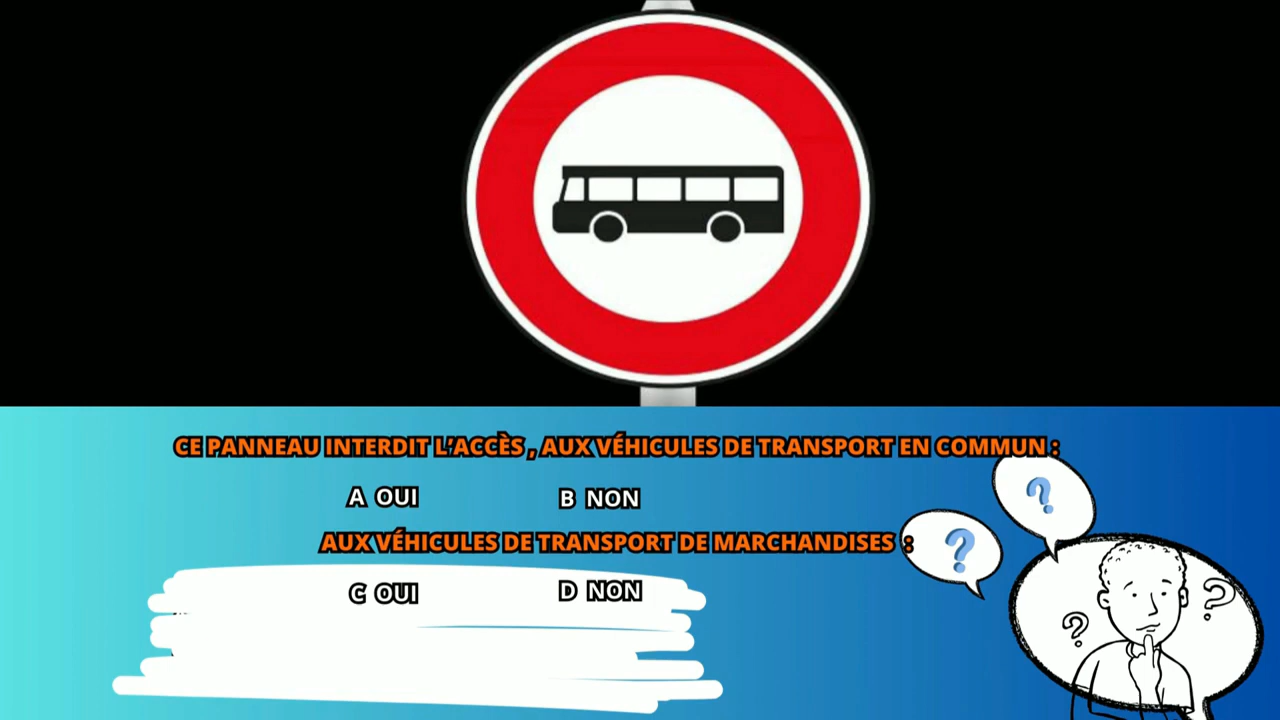 CE PANNEAU INTERDIT L'ACCÈS , AUX VÉHICULES DE TRANSPORT EN COMMUN :
A OUI B NON
AUX VÉHICULES DE TRANSPORT DE MARCHANDISES :
C OUI D NON